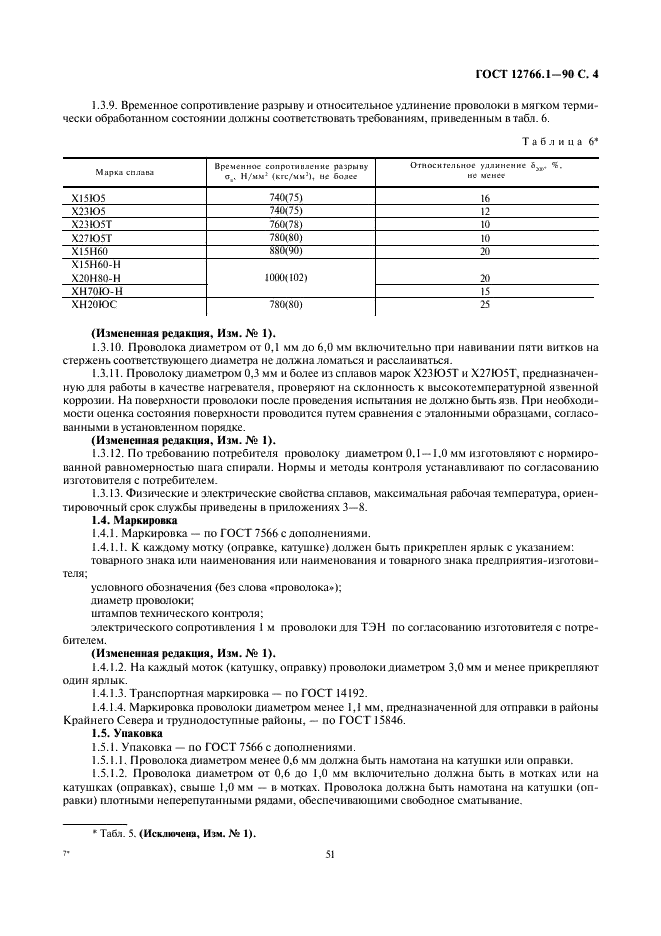 ГОСТ 12766.1—90 С. 4
1.3.9. Временное сопротивление разрыву и относительное удлинение проволоки в мягком терми-
чески обработанном состоянии должны соответствовать требованиям, приведенным в табл. 6.
Таблица 6*
Марка сплава | Временное сопротивление разрыву σв, Н/мм² (кгс/мм²), не более | Относительное удлинение δ200, %, не менее
Х15Ю5 | 740(75) | 16
Х23Ю5 | 740(75) | 12
Х23Ю5Т | 760(78) | 10
Х27Ю5Т | 780(80) | 10
Х15Н60 | 880(90) | 20
Х15Н60-Н
Х20Н80-Н | 1000(102) | 20
ХН70Ю-Н | 15
ХН20ЮС | 780(80) | 25
(Измененная редакция, Изм. № 1).
1.3.10. Проволока диаметром от 0,1 мм до 6,0 мм включительно при навивании пяти витков на
стержень соответствующего диаметра не должна ломаться и расслаиваться.
1.3.11. Проволоку диаметром 0,3 мм и более из сплавов марок Х23Ю5Т и Х27Ю5Т, предназначен-
ную для работы в качестве нагревателя, проверяют на склонность к высокотемпературной язвенной
коррозии. На поверхности проволоки после проведения испытания не должно быть язв. При необходи-
мости оценка состояния поверхности проводится путем сравнения с эталонными образцами, согласо-
ванными в установленном порядке.
(Измененная редакция, Изм. № 1).
1.3.12. По требованию потребителя проволоку диаметром 0,1—1,0 мм изготовляют с нормиро-
ванной равномерностью шага спирали. Нормы и методы контроля устанавливают по согласованию
изготовителя с потребителем.
1.3.13. Физические и электрические свойства сплавов, максимальная рабочая температура, ориен-
тировочный срок службы приведены в приложениях 3—8.
1.4. Маркировка
1.4.1. Маркировка — по ГОСТ 7566 с дополнениями.
1.4.1.1. К каждому мотку (оправке, катушке) должен быть прикреплен ярлык с указанием:
товарного знака или наименования или наименования и товарного знака предприятия-изготови-
теля;
условного обозначения (без слова «проволока»);
диаметр проволоки;
штампов технического контроля;
электрического сопротивления 1 м проволоки для ТЭН по согласованию изготовителя с потре-
бителем.
(Измененная редакция, Изм. № 1).
1.4.1.2. На каждый моток (катушку, оправку) проволоки диаметром 3,0 мм и менее прикрепляют
один ярлык.
1.4.1.3. Транспортная маркировка — по ГОСТ 14192.
1.4.1.4. Маркировка проволоки диаметром менее 1,1 мм, предназначенной для отправки в районы
Крайнего Севера и труднодоступные районы, — по ГОСТ 15846.
1.5. Упаковка
1.5.1. Упаковка — по ГОСТ 7566 с дополнениями.
1.5.1.1. Проволока диаметром менее 0,6 мм должна быть намотана на катушки или оправки.
1.5.1.2. Проволока диаметром от 0,6 до 1,0 мм включительно должна быть в мотках или на
катушках (оправках), свыше 1,0 мм — в мотках. Проволока должна быть намотана на катушки (оп-
равки) плотными неперепутанными рядами, обеспечивающими свободное сматывание.
* Табл. 5. (Исключена, Изм. № 1).
7*
51